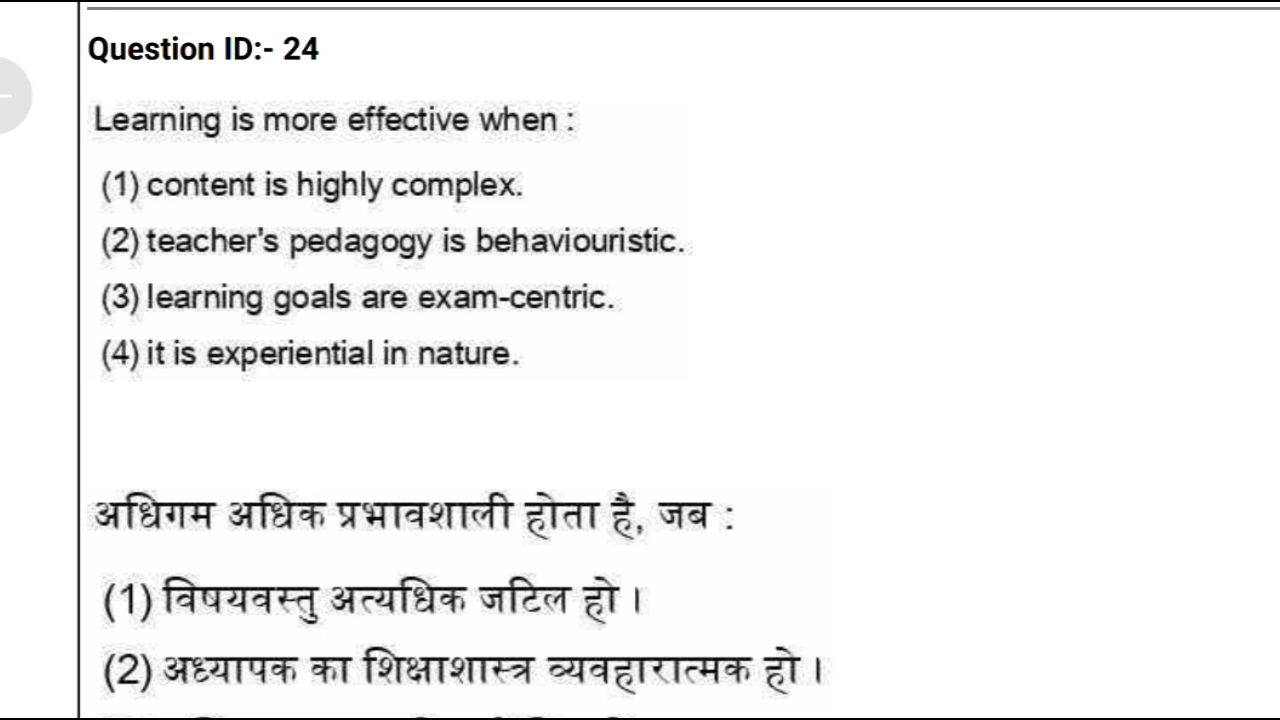 Question ID:- 24
Learning is more effective when :
(1) content is highly complex.
(2) teacher's pedagogy is behaviouristic.
(3) learning goals are exam-centric.
(4) it is experiential in nature.
अधिगम अधिक प्रभावशाली होता है, जब :
(1) विषयवस्तु अत्यधिक जटिल हो ।
(2) अध्यापक का शिक्षाशास्त्र व्यवहारात्मक हो ।